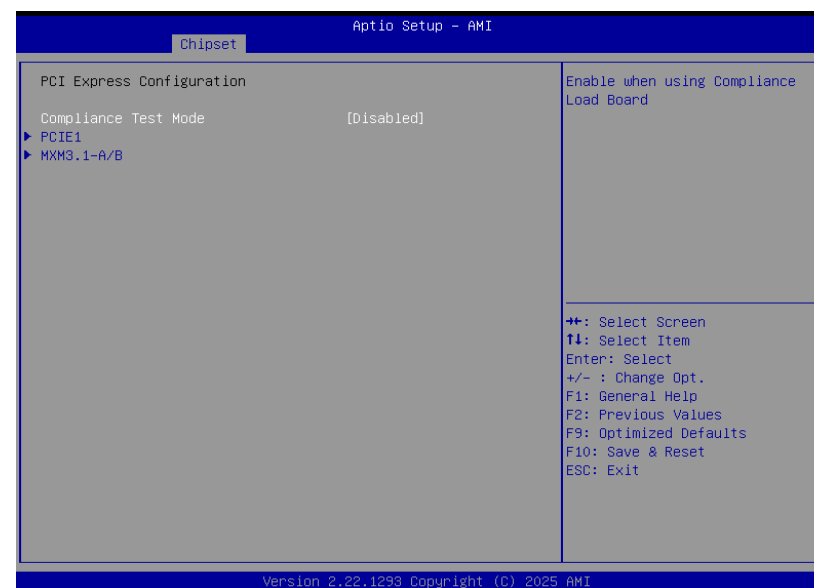 Aptio Setup – AMI
Chipset
PCI Express Configuration
Compliance Test Mode [Disabled]
▶ PCIE1
▶ MXM3.1-A/B
Enable when using Compliance
Load Board
→←: Select Screen
↑↓: Select Item
Enter: Select
+/- : Change Opt.
F1: General Help
F2: Previous Values
F9: Optimized Defaults
F10: Save & Reset
ESC: Exit
Version 2.22.1293 Copyright (C) 2025 AMI